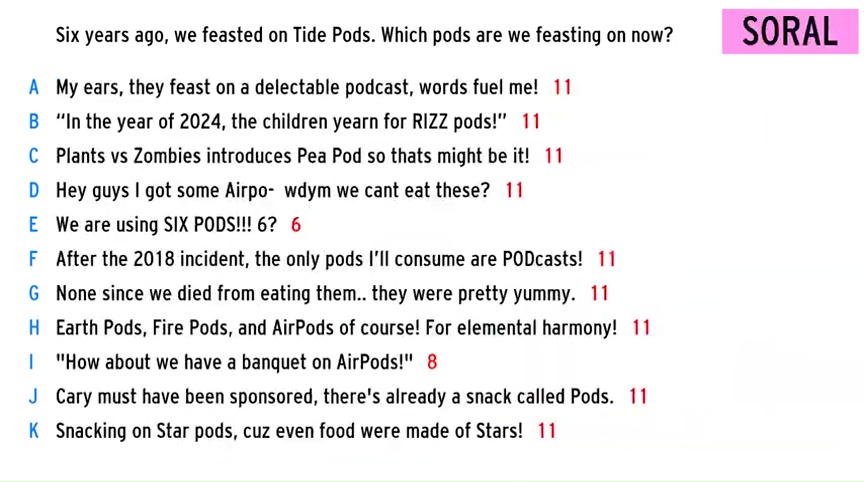 Six years ago, we feasted on Tide Pods. Which pods are we feasting on now?
SORAL
A My ears, they feast on a delectable podcast, words fuel me! 11
B “In the year of 2024, the children yearn for RIZZ pods!” 11
C Plants vs Zombies introduces Pea Pod so thats might be it! 11
D Hey guys I got some Airpo- wdym we cant eat these? 11
E We are using SIX PODS!!! 6? 6
F After the 2018 incident, the only pods I’ll consume are PODcasts! 11
G None since we died from eating them.. they were pretty yummy. 11
H Earth Pods, Fire Pods, and AirPods of course! For elemental harmony! 11
I "How about we have a banquet on AirPods!" 8
J Cary must have been sponsored, there's already a snack called Pods. 11
K Snacking on Star pods, cuz even food were made of Stars! 11